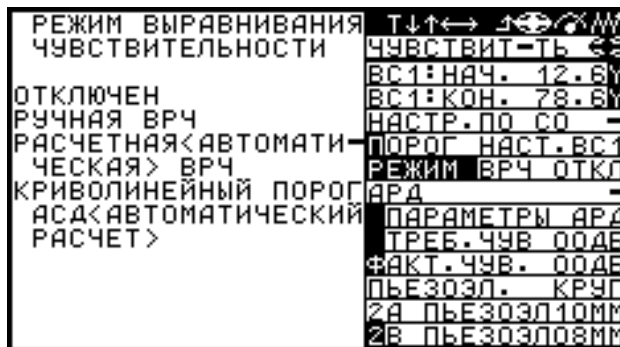 РЕЖИМ ВЫРАВНИВАНИЯ
ЧУВСТВИТЕЛЬНОСТИ
ОТКЛЮЧЕН
РУЧНАЯ ВРЧ
РАСЧЕТНАЯ<АВТОМАТИ-
ЧЕСКАЯ> ВРЧ
КРИВОЛИНЕЙНЫЙ ПОРОГ
АСД<АВТОМАТИЧЕСКИЙ
РАСЧЕТ>
ЧУВСТВИТ-ТЬ
ВС1:НАЧ. 12.6
ВС1:КОН. 78.6
НАСТР.ПО СО -
ПОРОГ НАСТ.ВС1
РЕЖИМ ВРЧ ОТКЛ
АРД -
ПАРАМЕТРЫ АРД
ТРЕБ.ЧУВ 00ДБ
ФАКТ.ЧУВ. 00ДБ
ПЬЕЗОЭЛ. КРУГ
2А ПЬЕЗОЭЛ10ММ
2В ПЬЕЗОЭЛ08ММ